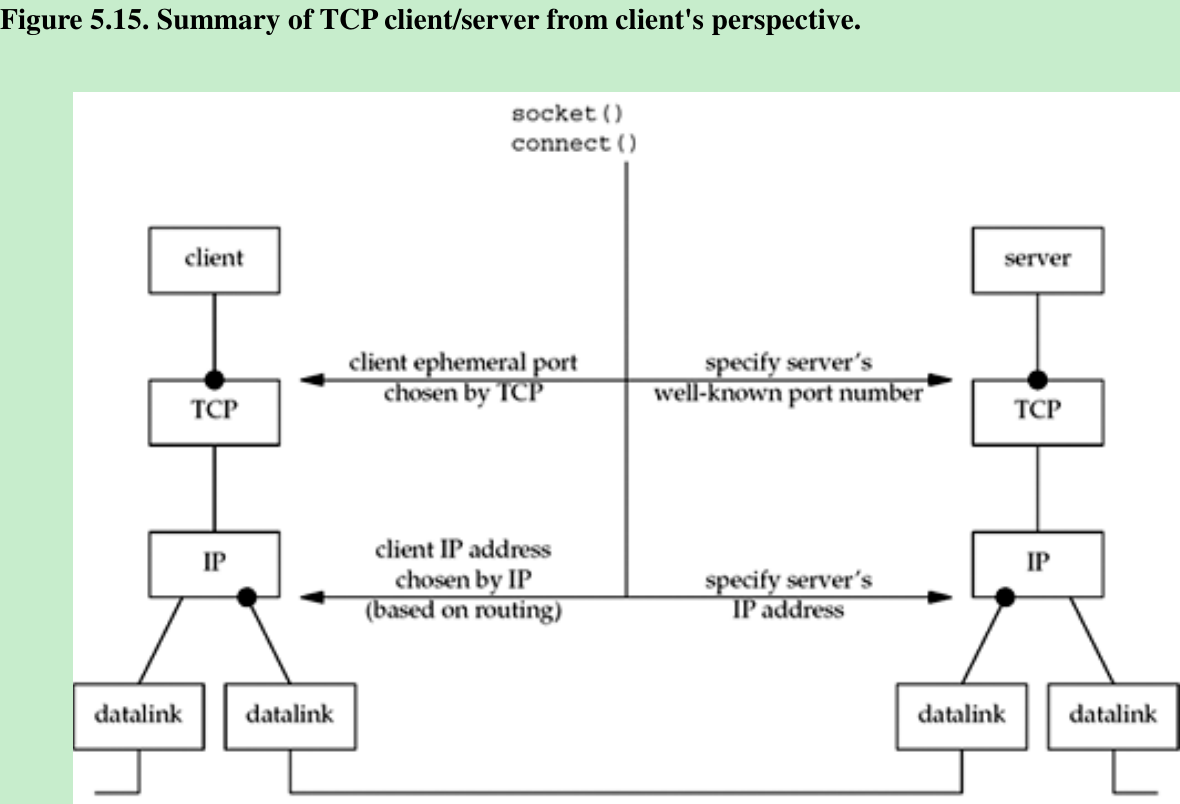 Figure 5.15. Summary of TCP client/server from client's perspective.
socket()
connect()
client
server
client ephemeral port
chosen by TCP
specify server's
well-known port number
TCP
TCP
client IP address
chosen by IP
(based on routing)
specify server's
IP address
IP
IP
datalink
datalink
datalink
datalink